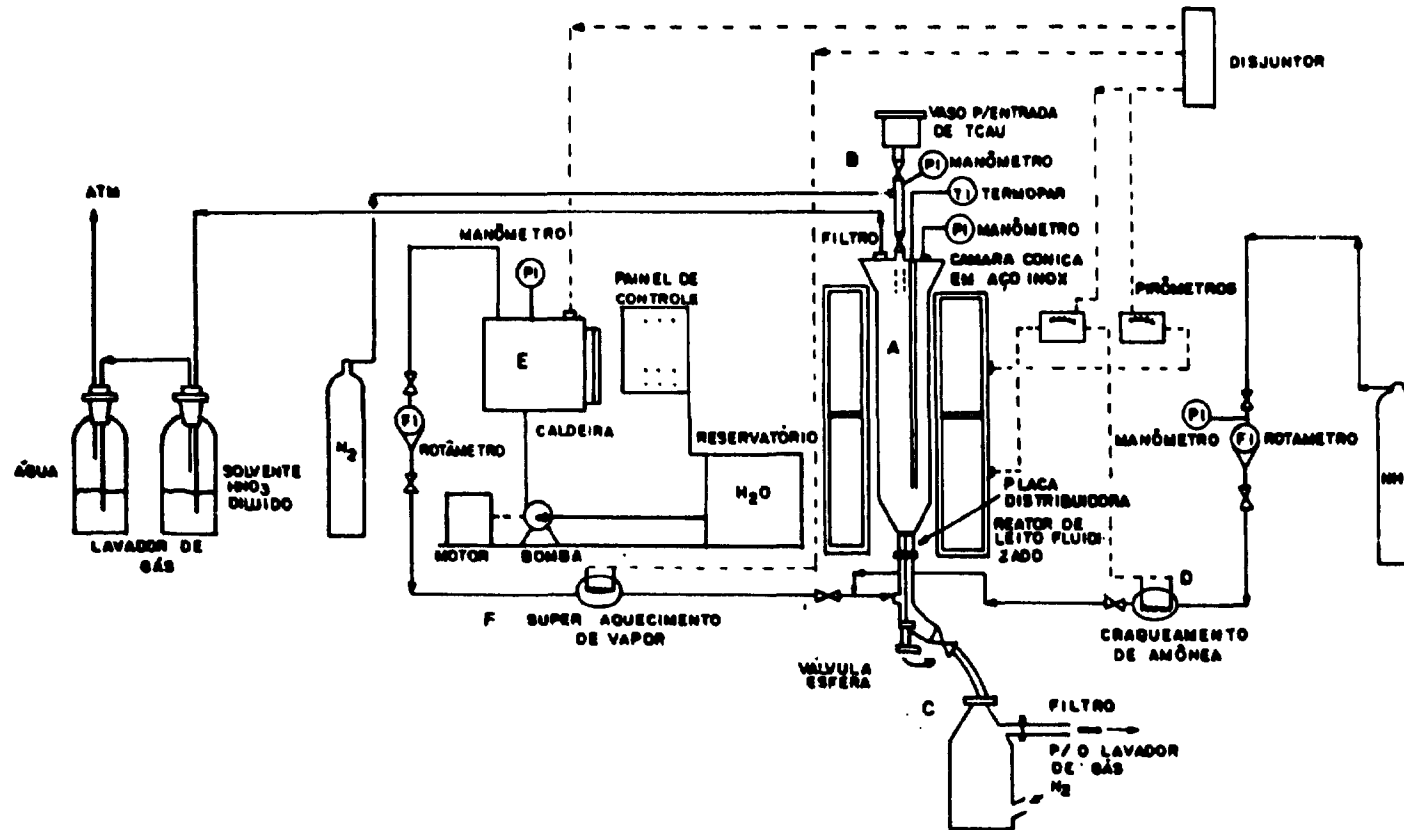 DISJUNTOR
VASO P/ENTRADA
DE TCAU
B
PI MANÔMETRO
ATM
TI TERMOPAR
MANÔMETRO
FILTRO
PI MANÔMETRO
CAMARA CONICA
EM AÇO INOX
PI
PAINEL DE
CONTROLE
PIRÔMETROS
E
A
N2
FI
ROTÂMETRO
CALDEIRA
RESERVATÓRIO
H2O
PI
MANÔMETRO
FI ROTAMETRO
NH
ÁGUA
SOLVENTE
HNO3
DILUIDO
LAVADOR DE
GÁS
MOTOR
BOMBA
PLACA
DISTRIBUIDORA
REATOR DE
LEITO FLUIDI-
ZADO
F
SUPER AQUECIMENTO
DE VAPOR
D
CRAQUEAMENTO
DE AMÔNEA
VÁLVULA
ESFÉRA
C
FILTRO
P/ O LAVADOR
DE GÁS
N2